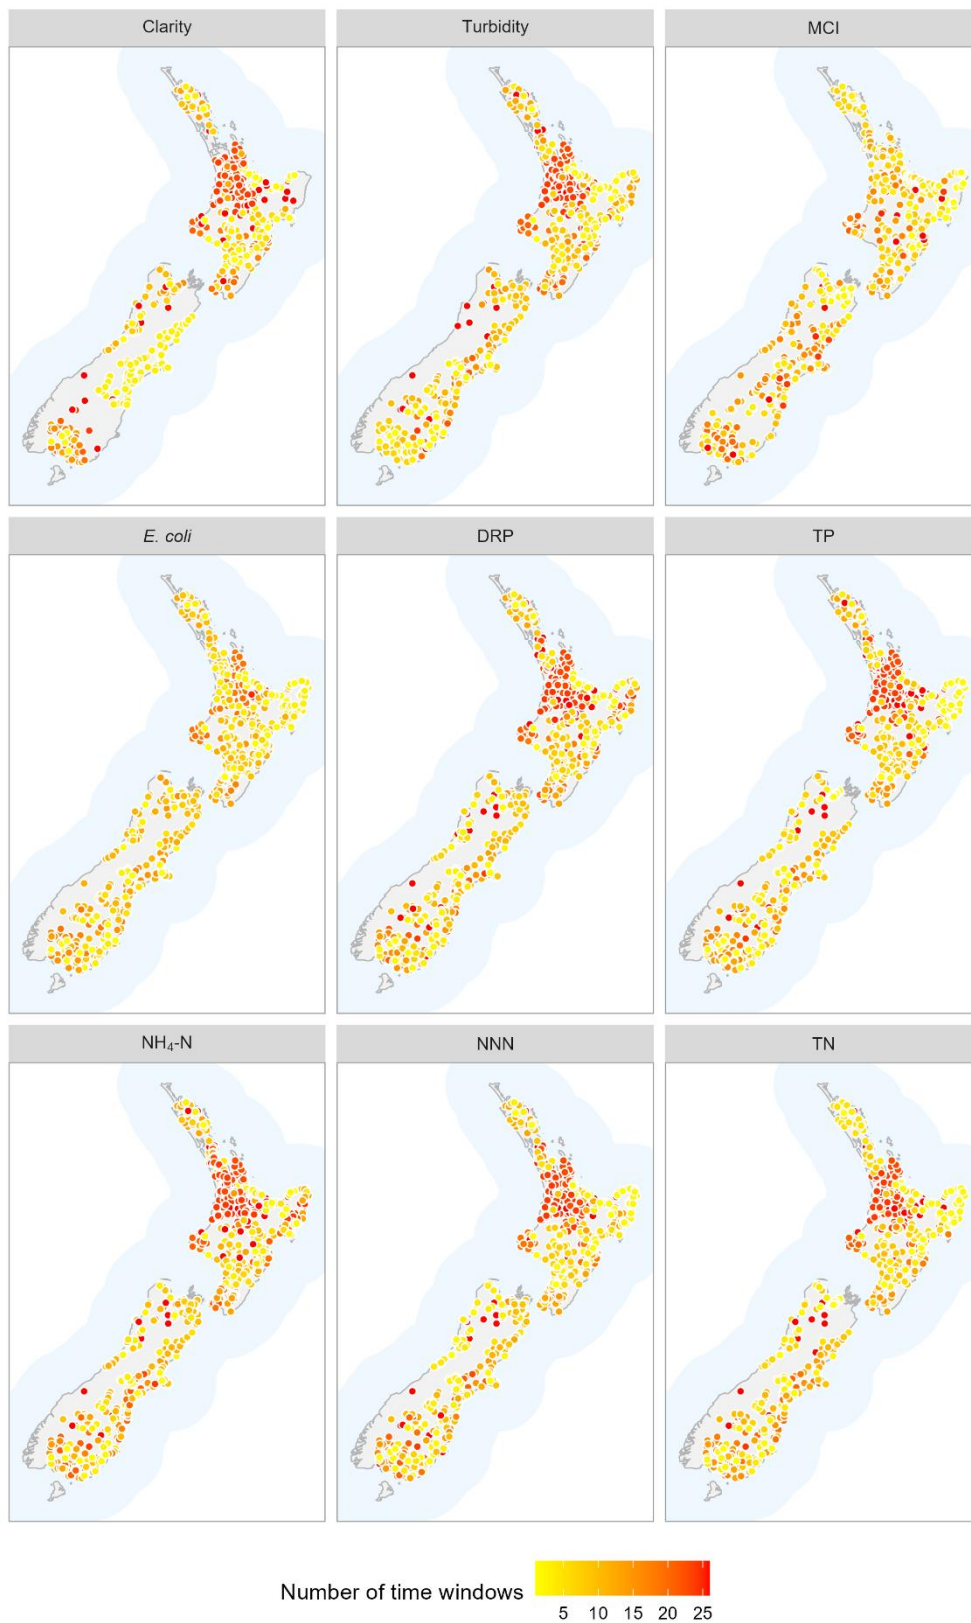 Clarity Turbidity MCI
E. coli DRP TP
NH₄-N NNN TN
Number of time windows
5 10 15 20 25